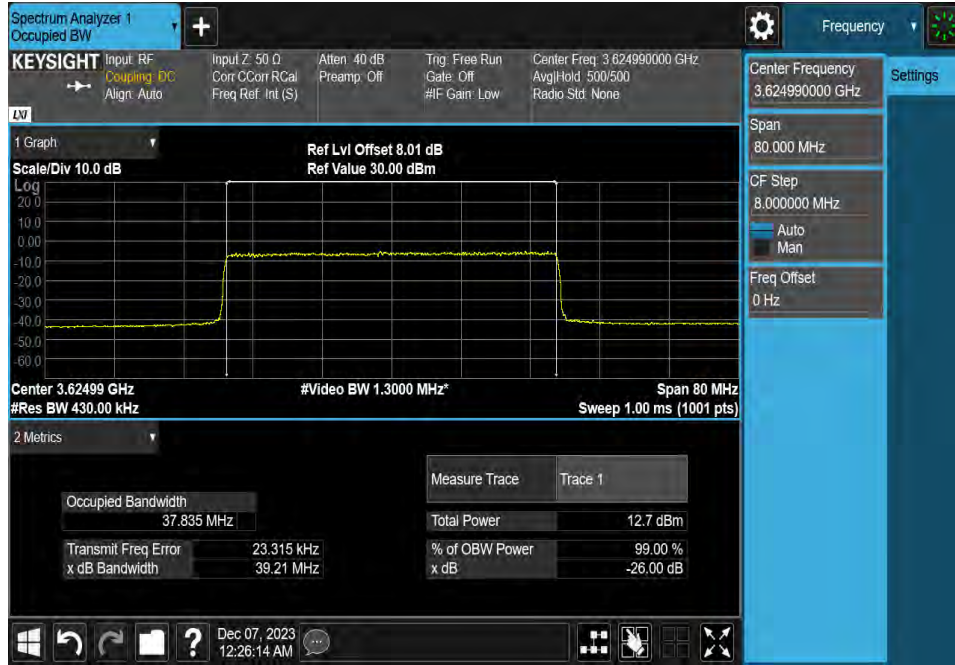 Spectrum Analyzer 1
Occupied BW
+
Frequency
KEYSIGHT
Input: RF
Coupling: DC
Align: Auto
Input Z: 50 Ω
Corr CCorr RCal
Freq Ref: Int (S)
Atten: 40 dB
Preamp: Off
Trig: Free Run
Gate: Off
#IF Gain: Low
Center Freq: 3.624990000 GHz
Avg|Hold: 500/500
Radio Std: None
LXI
Center Frequency
3.624990000 GHz
Settings
Span
80.000 MHz
CF Step
8.000000 MHz
Auto
Man
Freq Offset
0 Hz
1 Graph
Scale/Div 10.0 dB
Ref Lvl Offset 8.01 dB
Ref Value 30.00 dBm
Log
20.0
10.0
0.00
-10.0
-20.0
-30.0
-40.0
-50.0
-60.0
Center 3.62499 GHz
#Video BW 1.3000 MHz*
Span 80 MHz
#Res BW 430.00 kHz
Sweep 1.00 ms (1001 pts)
2 Metrics
Measure Trace
Trace 1
Occupied Bandwidth
37.835 MHz
Total Power
12.7 dBm
Transmit Freq Error
23.315 kHz
% of OBW Power
99.00 %
x dB Bandwidth
39.21 MHz
x dB
-26.00 dB
?
Dec 07, 2023
12:26:14 AM